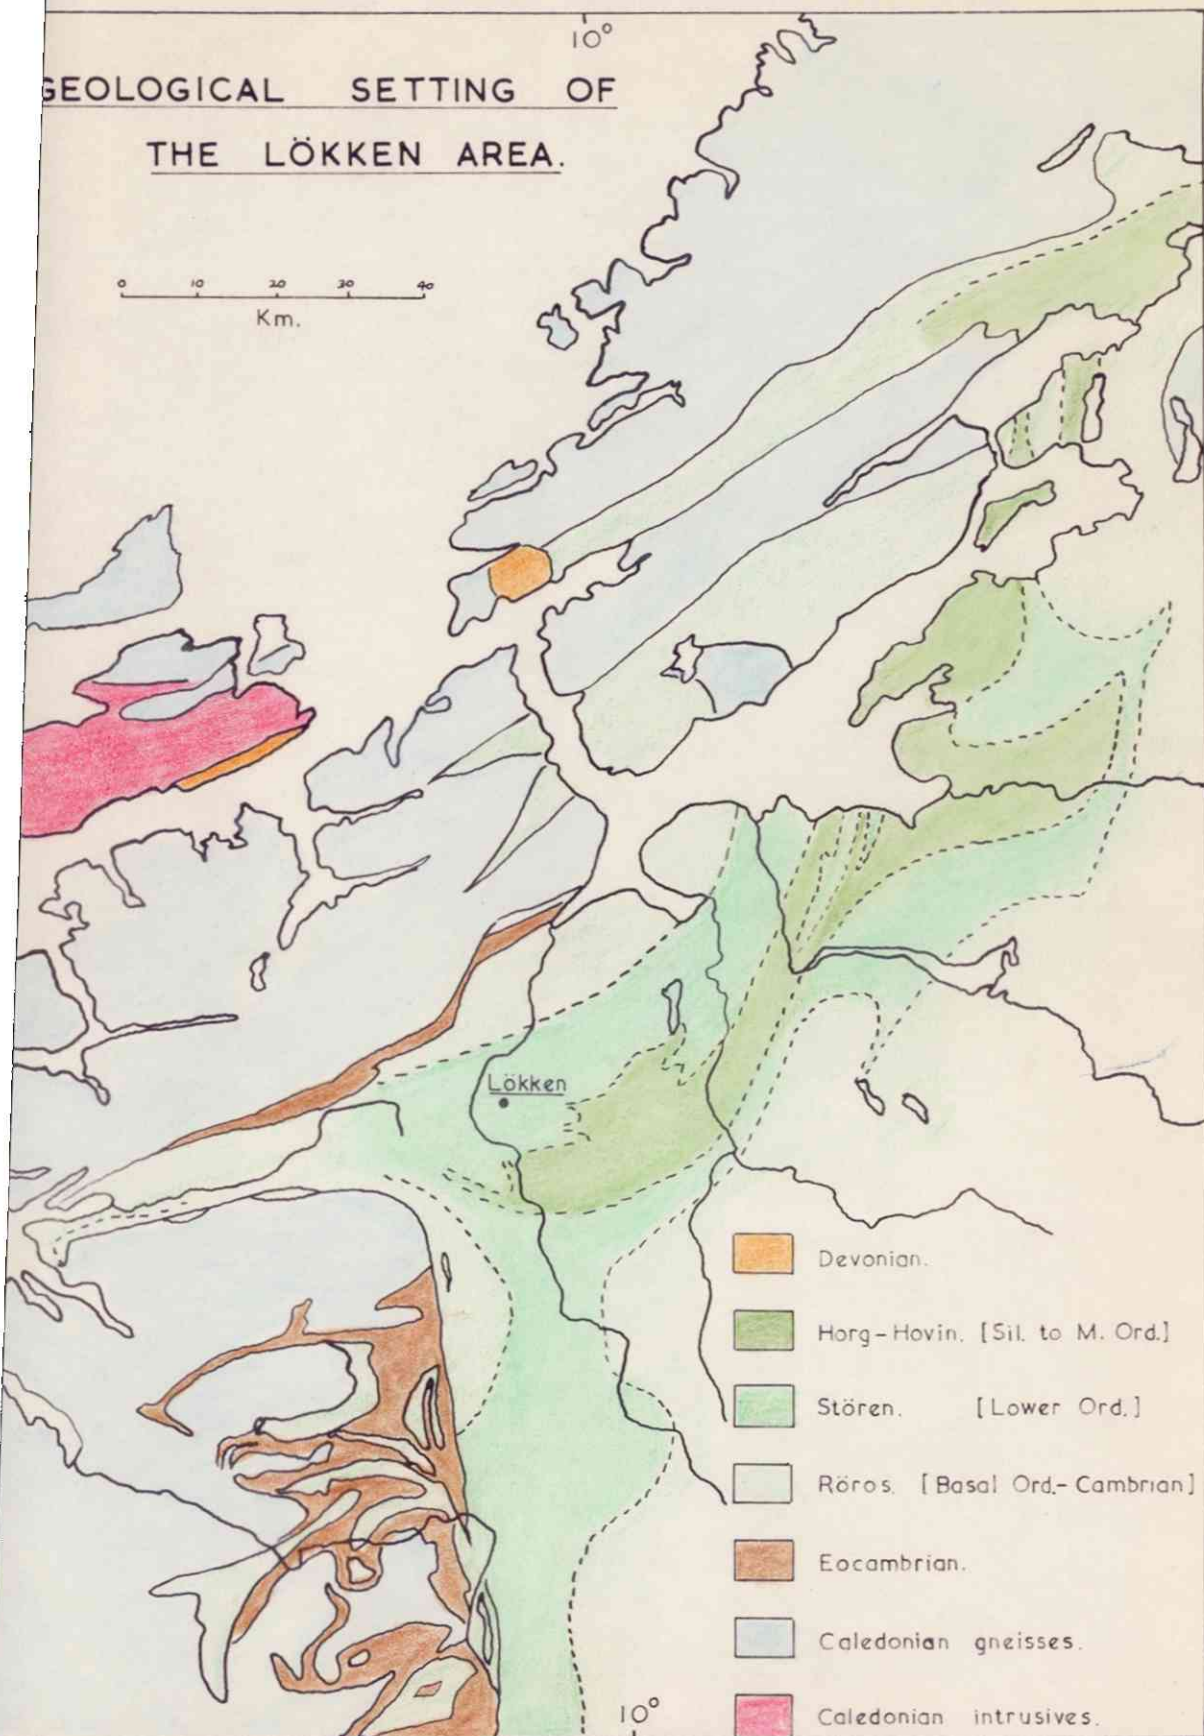 10°
GEOLOGICAL SETTING OF
THE LÖKKEN AREA.
0 10 20 30 40
Km.
Lökken
Devonian.
Horg-Hovin. [Sil. to M. Ord.]
Stören. [Lower Ord.]
Röros. [Basal Ord.-Cambrian]
Eocambrian.
Caledonian gneisses.
10°
Caledonian intrusives.